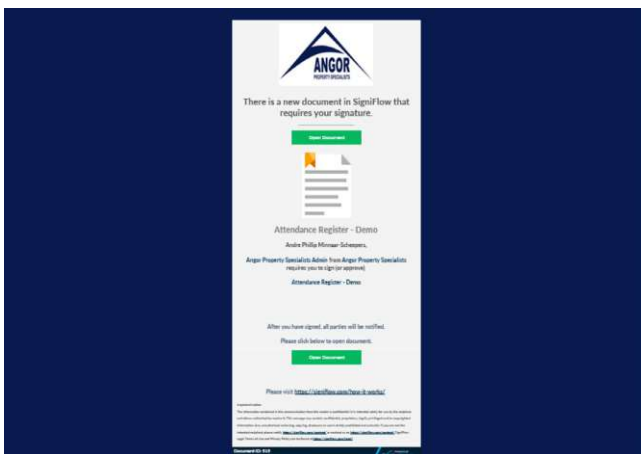 ANGOR
PROPERTY SPECIALISTS
There is a new document in SigniFlow that
requires your signature.
Open Document
Attendance Register - Demo
Andre Phillip Minnaar-Scheepers,
Angor Property Specialists Admin from Angor Property Specialists
requires you to sign (or approve)
Attendance Register - Demo
After you have signed, all parties will be notified.
Please click below to open document.
Open Document
Please visit https://signiflow.com/how-it-works/